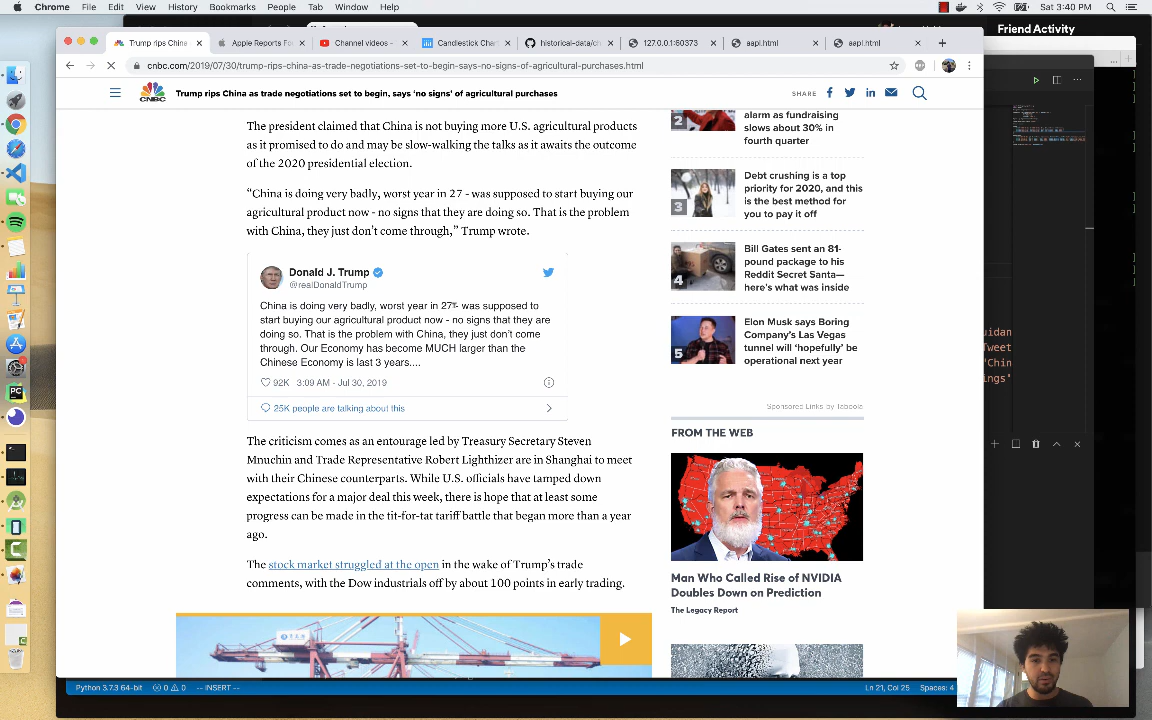 Chrome File Edit View History Bookmarks People Tab Window Help Sat 3:40 PM
Friend Activity
Trump rips China Apple Reports Fo Channel videos - Candlestick Chart historical-data/ch 127.0.0.1:60373 aapl.html aapl.html
cnbc.com/2019/07/30/trump-rips-china-as-trade-negotiations-set-to-begin-says-no-signs-of-agricultural-purchases.html
CNBC Trump rips China as trade negotiations set to begin, says ‘no signs’ of agricultural purchases SHARE
The president claimed that China is not buying more U.S. agricultural products
as it promised to do and may be slow-walking the talks as it awaits the outcome
of the 2020 presidential election.
“China is doing very badly, worst year in 27 - was supposed to start buying our
agricultural product now - no signs that they are doing so. That is the problem
with China, they just don’t come through,” Trump wrote.
Donald J. Trump
@realDonaldTrump
China is doing very badly, worst year in 27 - was supposed to
start buying our agricultural product now - no signs that they are
doing so. That is the problem with China, they just don’t come
through. Our Economy has become MUCH larger than the
Chinese Economy is last 3 years....
92K 3:09 AM - Jul 30, 2019
25K people are talking about this
The criticism comes as an entourage led by Treasury Secretary Steven
Mnuchin and Trade Representative Robert Lighthizer are in Shanghai to meet
with their Chinese counterparts. While U.S. officials have tamped down
expectations for a major deal this week, there is hope that at least some
progress can be made in the tit-for-tat tariff battle that began more than a year
ago.
The stock market struggled at the open in the wake of Trump’s trade
comments, with the Dow industrials off by about 100 points in early trading.
2
alarm as fundraising
slows about 30% in
fourth quarter
3
Debt crushing is a top
priority for 2020, and this
is the best method for
you to pay it off
4
Bill Gates sent an 81-
pound package to his
Reddit Secret Santa—
here’s what was inside
5
Elon Musk says Boring
Company’s Las Vegas
tunnel will ‘hopefully’ be
operational next year
Sponsored Links by Taboola
FROM THE WEB
Man Who Called Rise of NVIDIA
Doubles Down on Prediction
The Legacy Report
uidan
Tweet
'Chin
ings'
Python 3.7.3 64-bit 0 0 -- INSERT -- Ln 21, Col 25 Spaces: 4